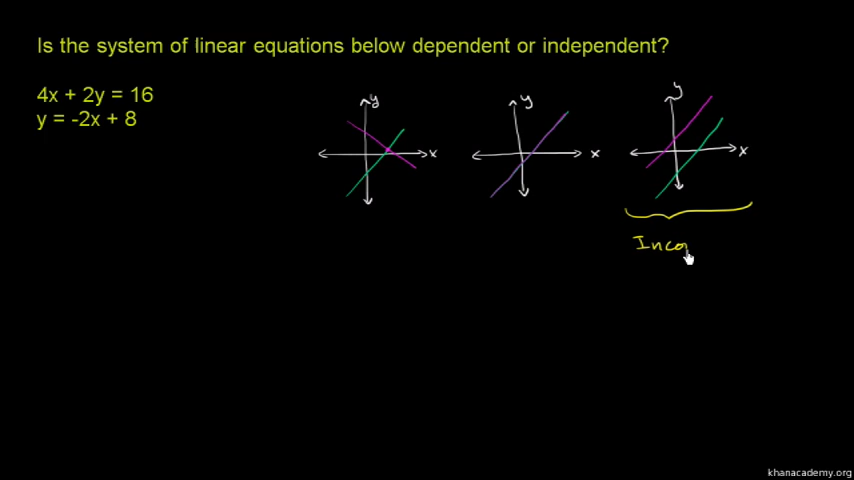 Is the system of linear equations below dependent or independent?
4x + 2y = 16
y = -2x + 8
y
x
y
x
y
x
Inco
khanacademy.org